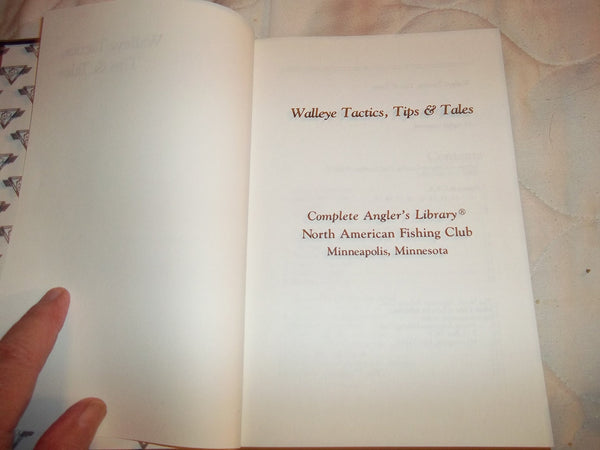 Walleye Tactics, Tips & Tales
Complete Angler's Library®
North American Fishing Club
Minneapolis, Minnesota